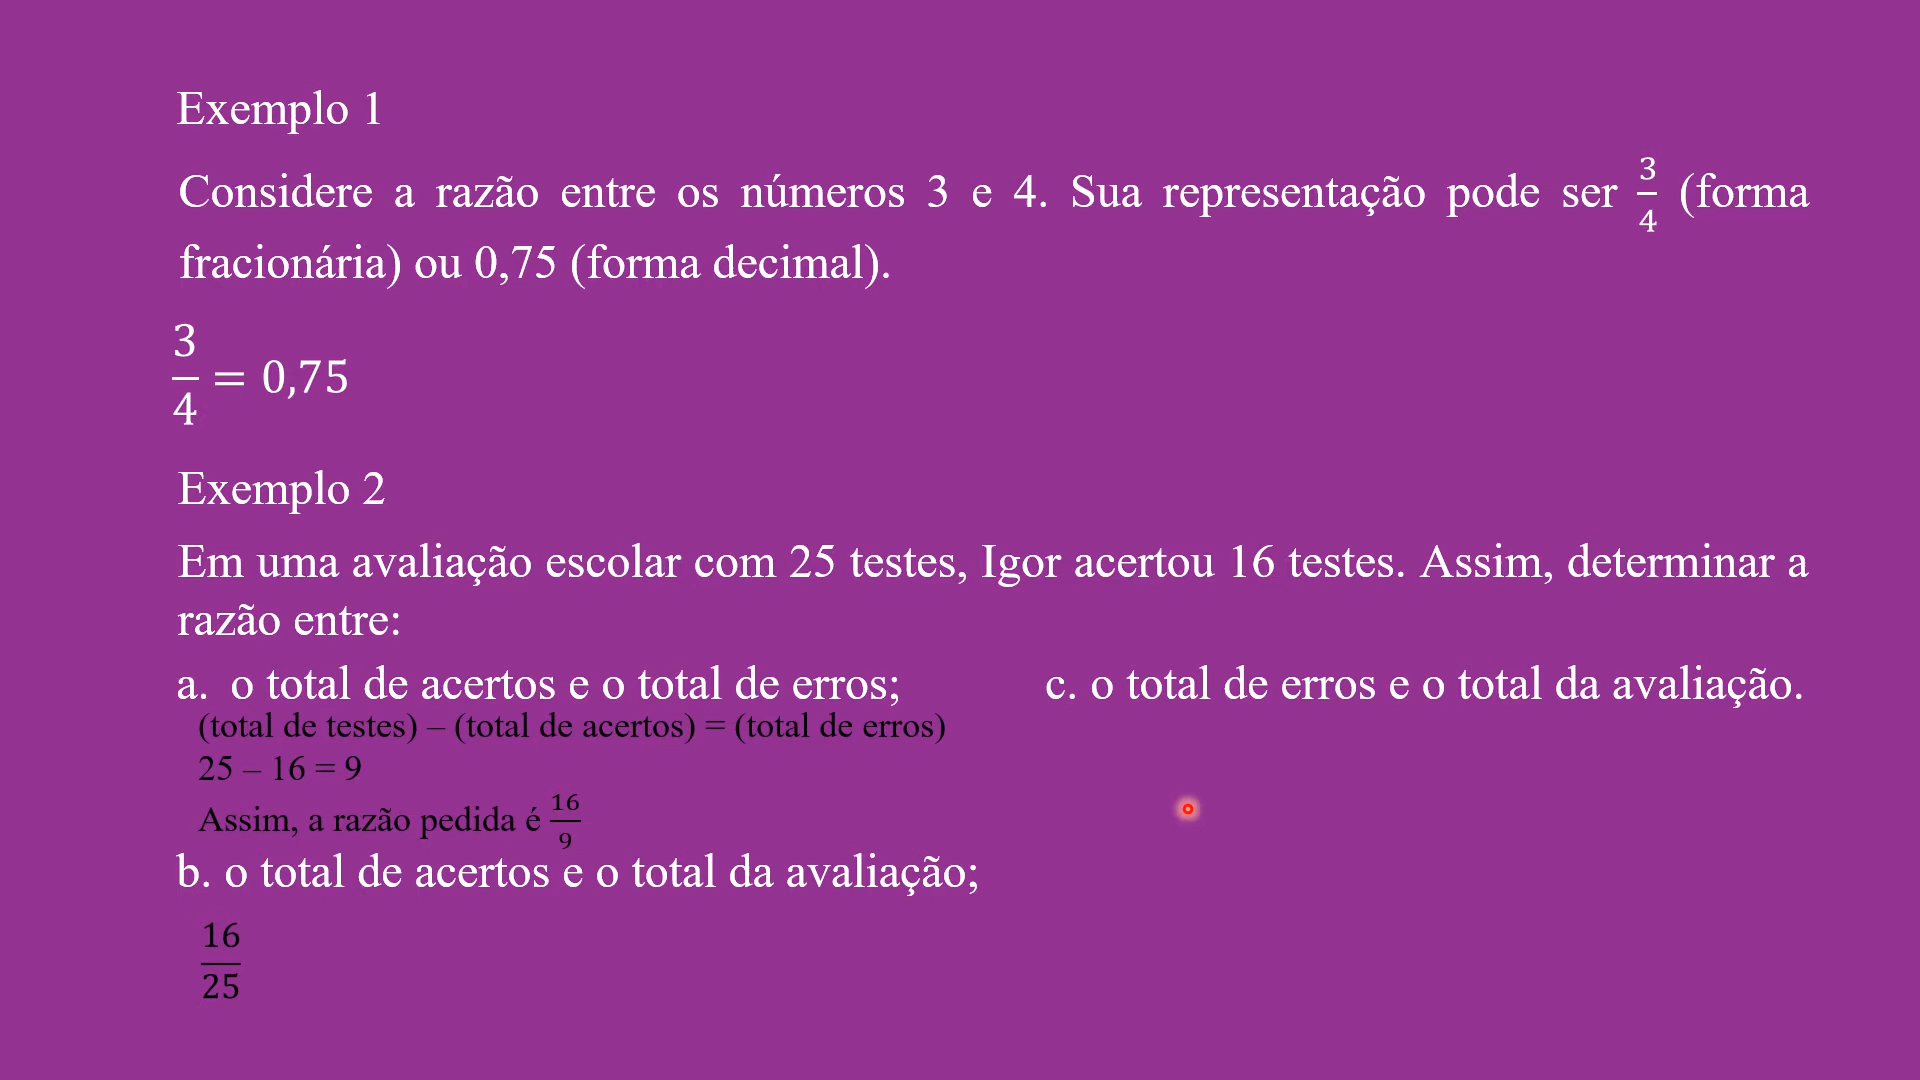 Exemplo 1
Considere a razão entre os números 3 e 4. Sua representação pode ser 3/4 (forma
fracionária) ou 0,75 (forma decimal).
3/4 = 0,75
Exemplo 2
Em uma avaliação escolar com 25 testes, Igor acertou 16 testes. Assim, determinar a
razão entre:
a. o total de acertos e o total de erros;
(total de testes) – (total de acertos) = (total de erros)
25 – 16 = 9
Assim, a razão pedida é 16/9
b. o total de acertos e o total da avaliação;
16/25
c. o total de erros e o total da avaliação.